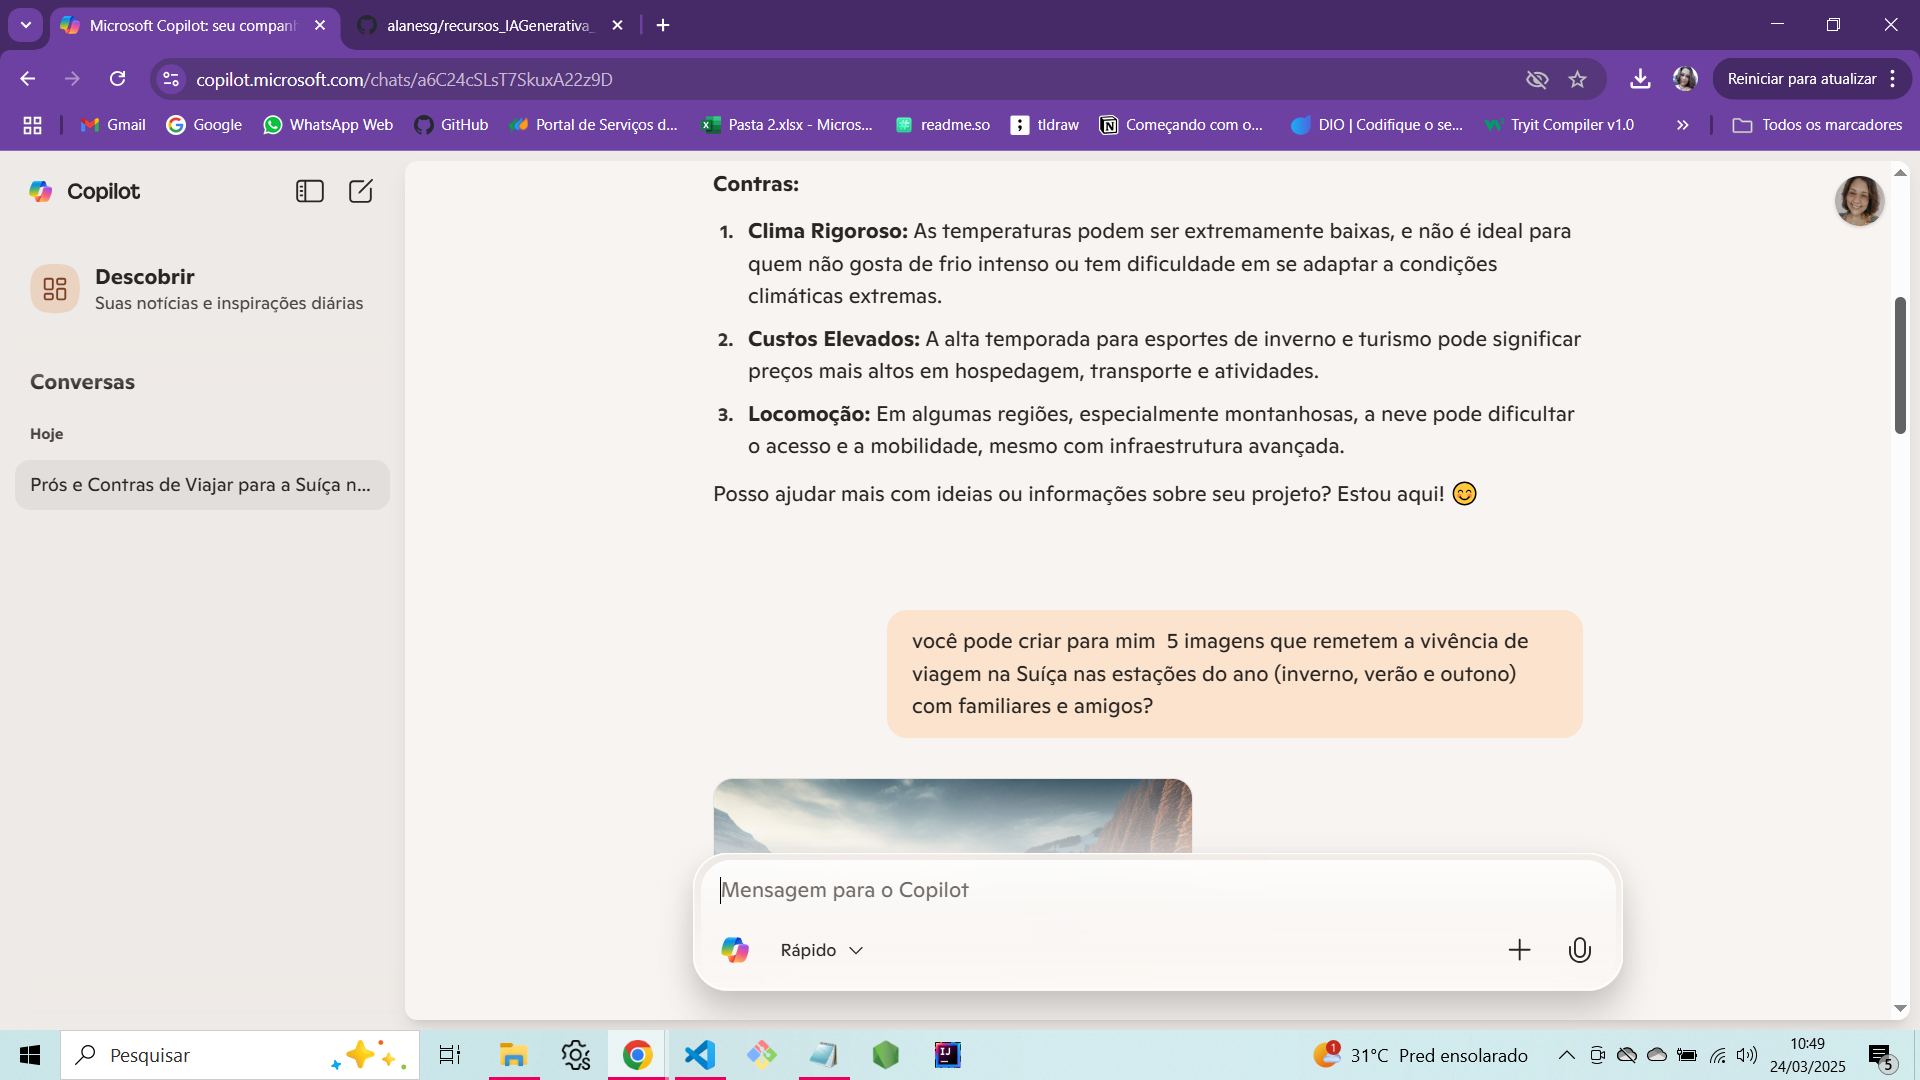 Microsoft Copilot: seu companh
alanesg/recursos_IAGenerativa_
copilot.microsoft.com/chats/a6C24cSLsT7SkuxA22z9D
Reiniciar para atualizar
Gmail
Google
WhatsApp Web
GitHub
Portal de Serviços d...
Pasta 2.xlsx - Micros...
readme.so
tldraw
Começando com o...
DIO | Codifique o se...
Tryit Compiler v1.0
Todos os marcadores
Copilot
Descobrir
Suas notícias e inspirações diárias
Conversas
Hoje
Prós e Contras de Viajar para a Suíça n...
Contras:
1. Clima Rigoroso: As temperaturas podem ser extremamente baixas, e não é ideal para
quem não gosta de frio intenso ou tem dificuldade em se adaptar a condições
climáticas extremas.
2. Custos Elevados: A alta temporada para esportes de inverno e turismo pode significar
preços mais altos em hospedagem, transporte e atividades.
3. Locomoção: Em algumas regiões, especialmente montanhosas, a neve pode dificultar
o acesso e a mobilidade, mesmo com infraestrutura avançada.
Posso ajudar mais com ideias ou informações sobre seu projeto? Estou aqui! 😊
você pode criar para mim  5 imagens que remetem a vivência de
viagem na Suíça nas estações do ano (inverno, verão e outono)
com familiares e amigos?
Mensagem para o Copilot
Rápido
Pesquisar
IJ
1
31°C Pred ensolarado
10:49
24/03/2025
5